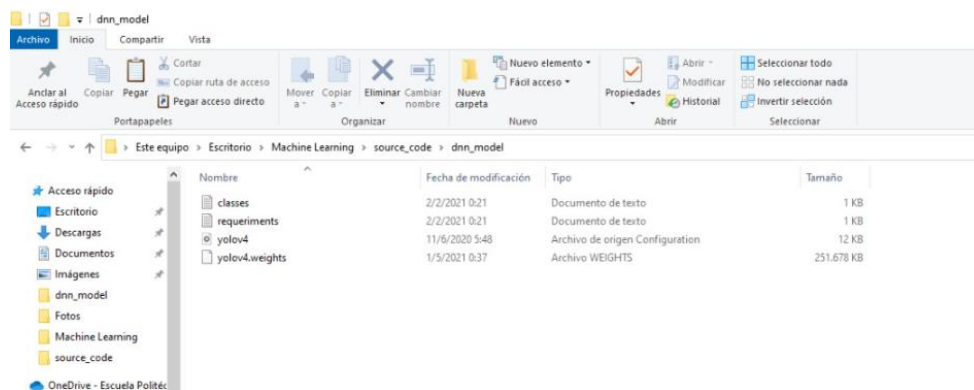 dnn_model
Archivo Inicio Compartir Vista
Andar al Acceso rápido
Copiar
Pegar
Cortar
Copiar ruta de acceso
Pegar acceso directo
Portapapeles
Mover a
Copiar a
Eliminar
Cambiar nombre
Organizar
Nueva carpeta
Nuevo elemento
Fácil acceso
Nuevo
Propiedades
Abrir
Modificar
Historial
Abrir
Seleccionar todo
No seleccionar nada
Invertir selección
Seleccionar
Este equipo > Escritorio > Machine Learning > source_code > dnn_model
Acceso rápido
Escritorio
Descargas
Documentos
Imágenes
dnn_model
Fotos
Machine Learning
source_code
OneDrive - Escuela Politéc
Nombre Fecha de modificación Tipo Tamaño
classes 2/2/2021 0:21 Documento de texto 1 KB
requeriments 2/2/2021 0:21 Documento de texto 1 KB
yolov4 11/6/2020 5:48 Archivo de origen Configuration 12 KB
yolov4.weights 1/5/2021 0:37 Archivo WEIGHTS 251.678 KB